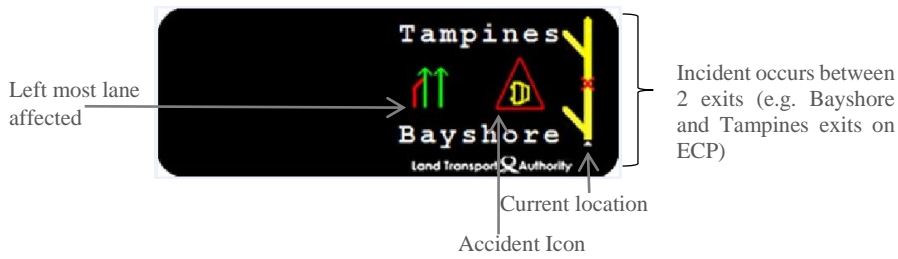 Tampines
Left most lane
affected
Incident occurs between
2 exits (e.g. Bayshore
and Tampines exits on
ECP)
Bayshore
Land Transport Authority
Current location
Accident Icon